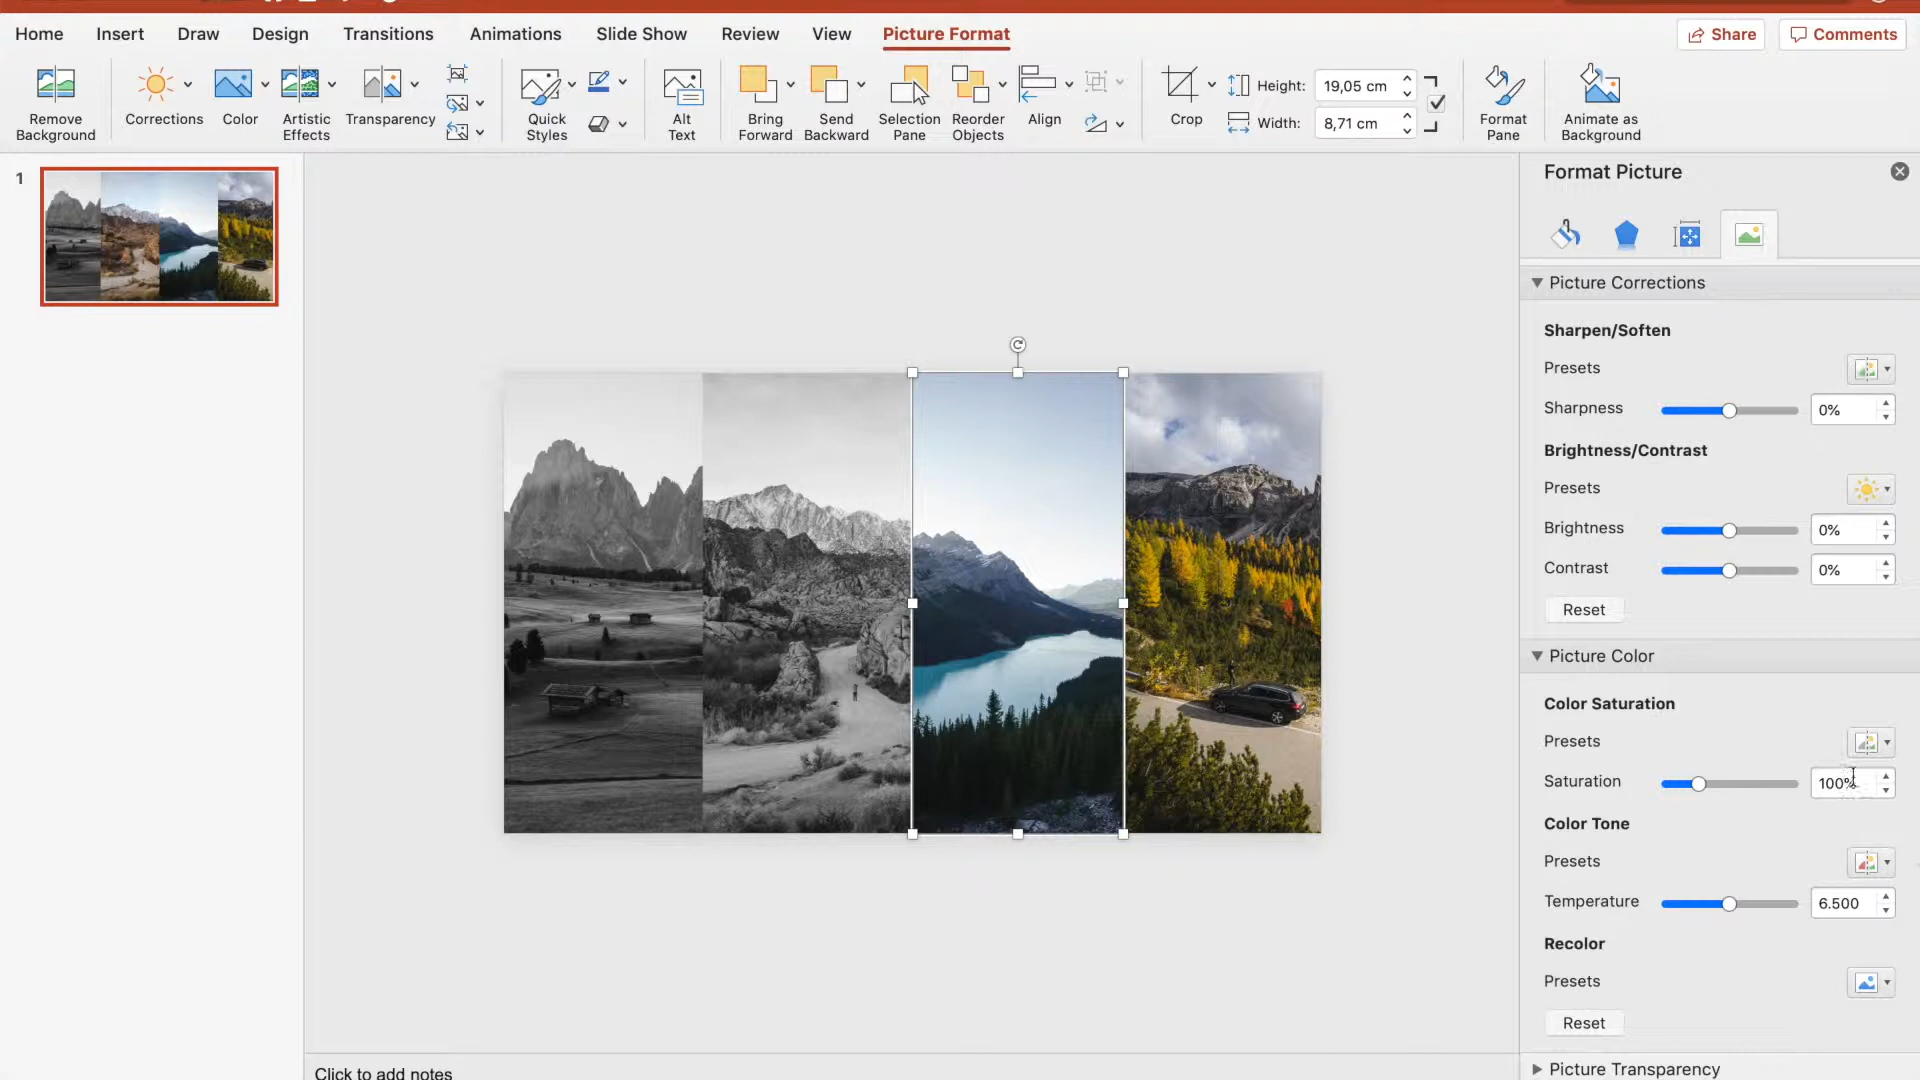 Home Insert Draw Design Transitions Animations Slide Show Review View Picture Format Share Comments
Remove Background
Corrections
Color
Artistic Effects
Transparency
Quick Styles
Alt Text
Bring Forward
Send Backward
Selection Pane
Reorder Objects
Align
Crop
Height: 19,05 cm
Width: 8,71 cm
Format Pane
Animate as Background
1
Format Picture
Picture Corrections
Sharpen/Soften
Presets
Sharpness 0%
Brightness/Contrast
Presets
Brightness 0%
Contrast 0%
Reset
Picture Color
Color Saturation
Presets
Saturation 100%
Color Tone
Presets
Temperature 6.500
Recolor
Presets
Reset
Picture Transparency
Click to add notes